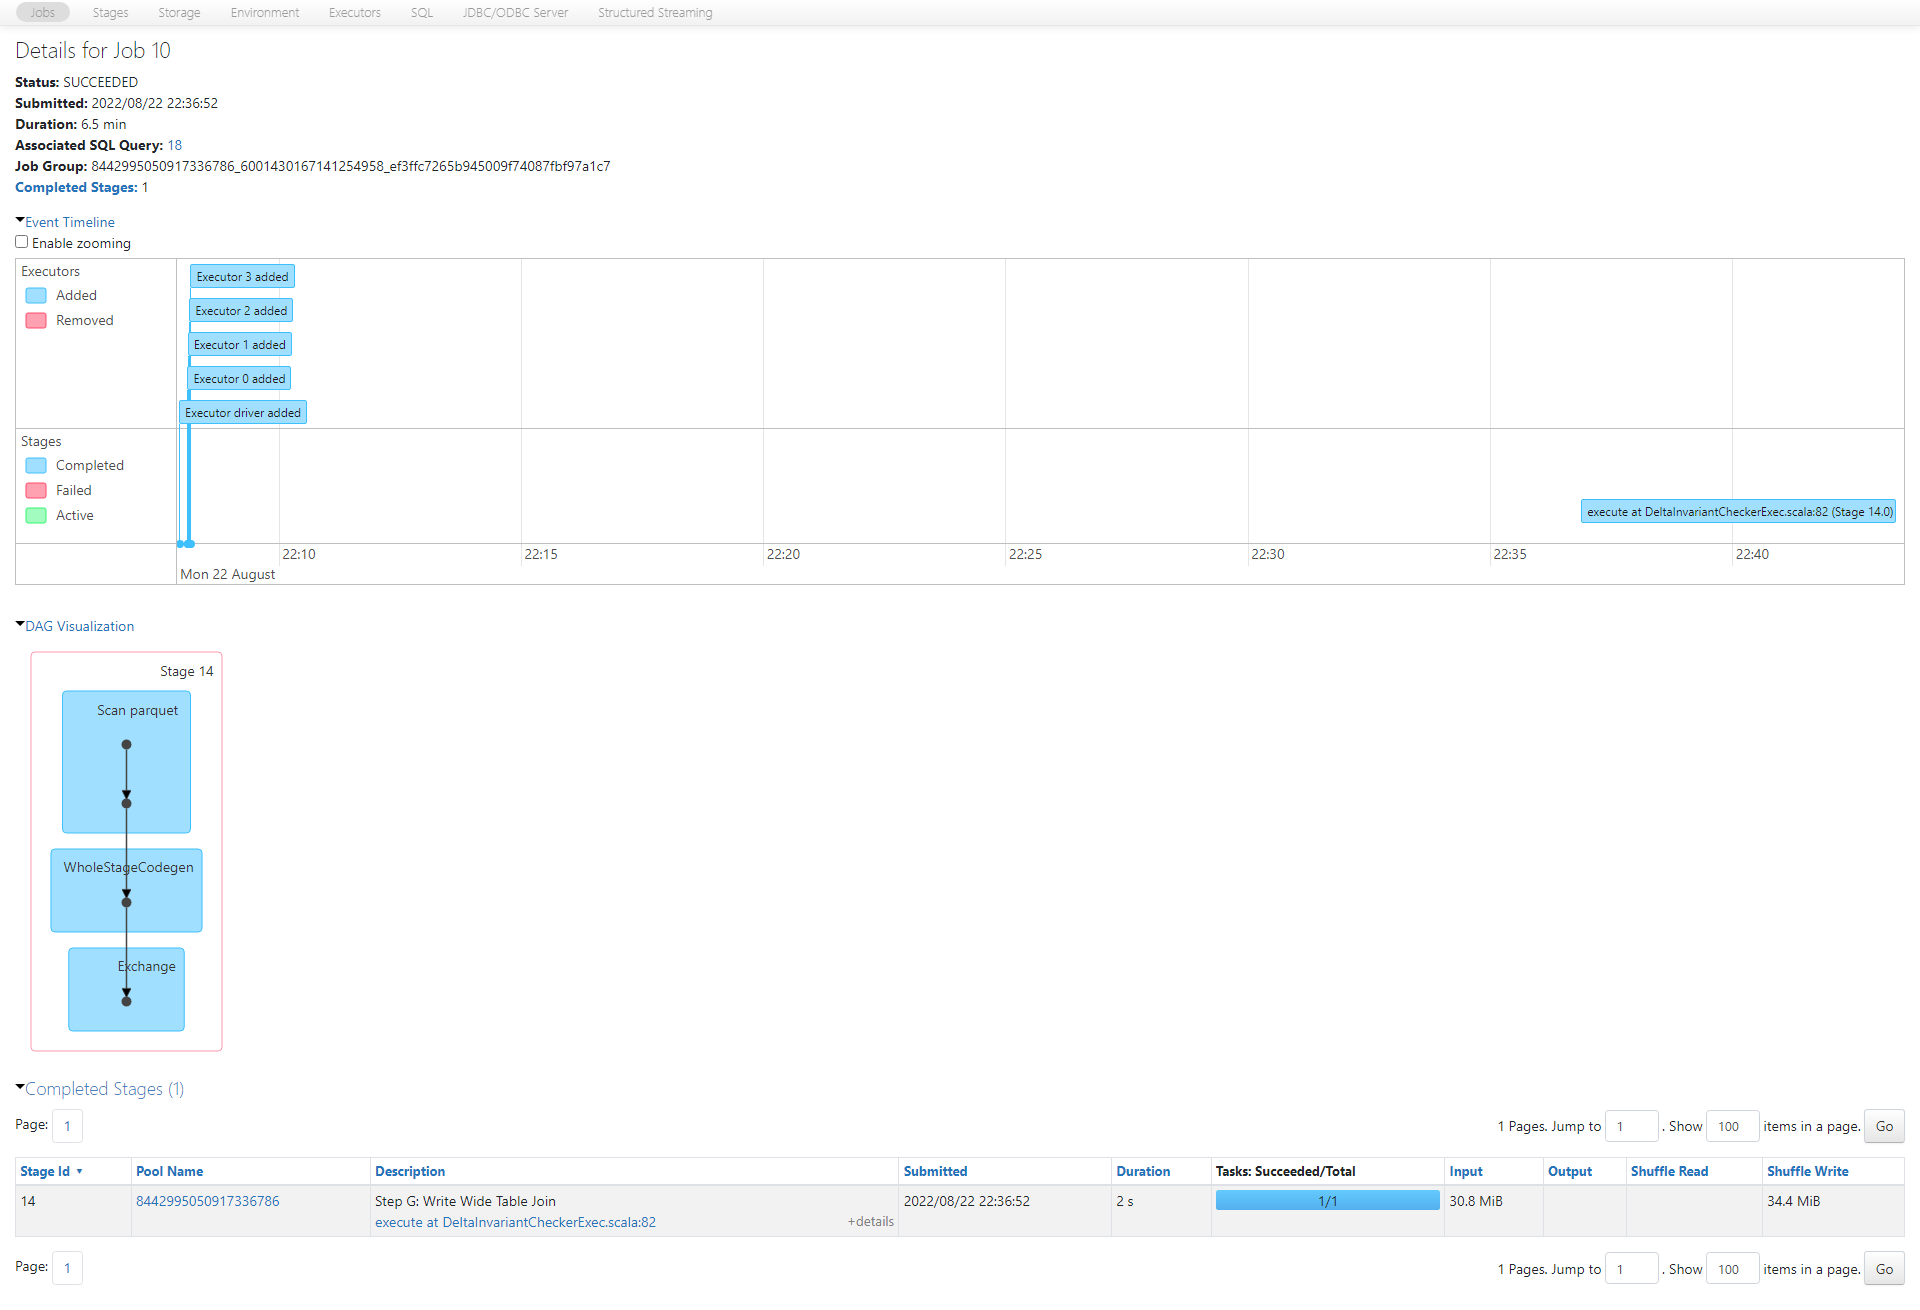 Jobs Stages Storage Environment Executors SQL JDBC/ODBC Server Structured Streaming
Details for Job 10
Status: SUCCEEDED
Submitted: 2022/08/22 22:36:52
Duration: 6.5 min
Associated SQL Query: 18
Job Group: 8442995050917336786_6001430167141254958_ef3ffc7265b945009f74087fbf97a1c7
Completed Stages: 1
Event Timeline
Enable zooming
Executors
Added
Removed
Executor 3 added
Executor 2 added
Executor 1 added
Executor 0 added
Executor driver added
Stages
Completed
Failed
Active
execute at DeltaInvariantCheckerExec.scala:82 (Stage 14.0)
22:10 22:15 22:20 22:25 22:30 22:35 22:40
Mon 22 August
DAG Visualization
Stage 14
Scan parquet
WholeStageCodegen
Exchange
Completed Stages (1)
Page: 1 1 Pages. Jump to 1 . Show 100 items in a page. Go
Stage Id Pool Name Description Submitted Duration Tasks: Succeeded/Total Input Output Shuffle Read Shuffle Write
14 8442995050917336786 Step G: Write Wide Table Join 2022/08/22 22:36:52 2 s 1/1 30.8 MiB 34.4 MiB
execute at DeltaInvariantCheckerExec.scala:82 +details
Page: 1 1 Pages. Jump to 1 . Show 100 items in a page. Go